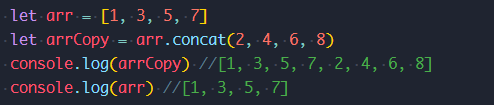 let arr = [1, 3, 5, 7]
let arrCopy = arr.concat(2, 4, 6, 8)
console.log(arrCopy) //[1, 3, 5, 7, 2, 4, 6, 8]
console.log(arr) //[1, 3, 5, 7]